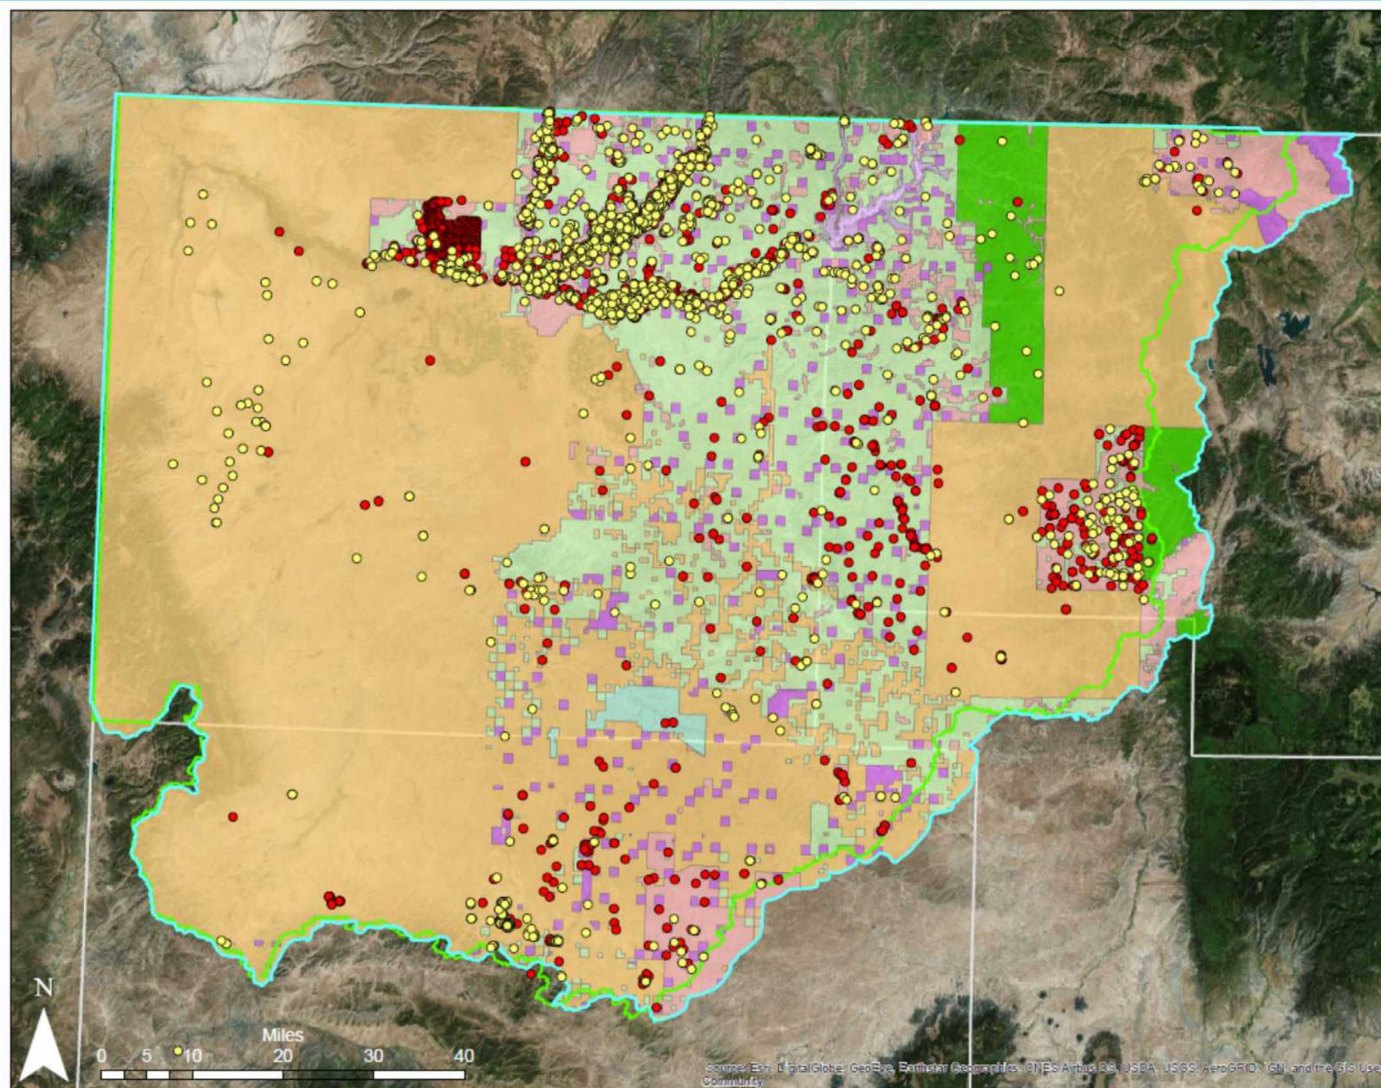 N
Miles
0 5 10 20 30 40
Source: Esri, DigitalGlobe, GeoEye, Earthstar Geographics, CNES/Airbus DS, USDA, USGS, AeroGRID, IGN, and the GIS User
Community